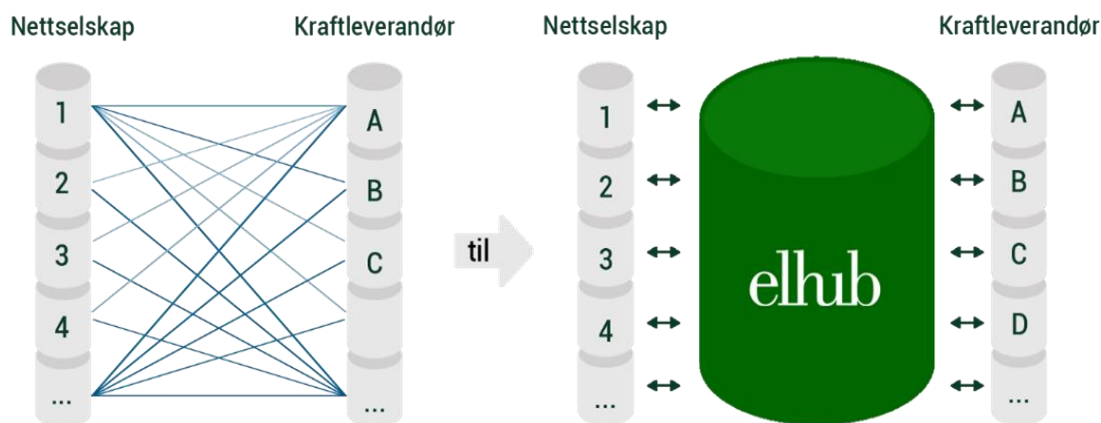 Nettselskap
Kraftleverandør
1
2
3
4
...
A
B
C
...
til
Nettselskap
Kraftleverandør
1
2
3
4
...
elhub
A
B
C
D
...